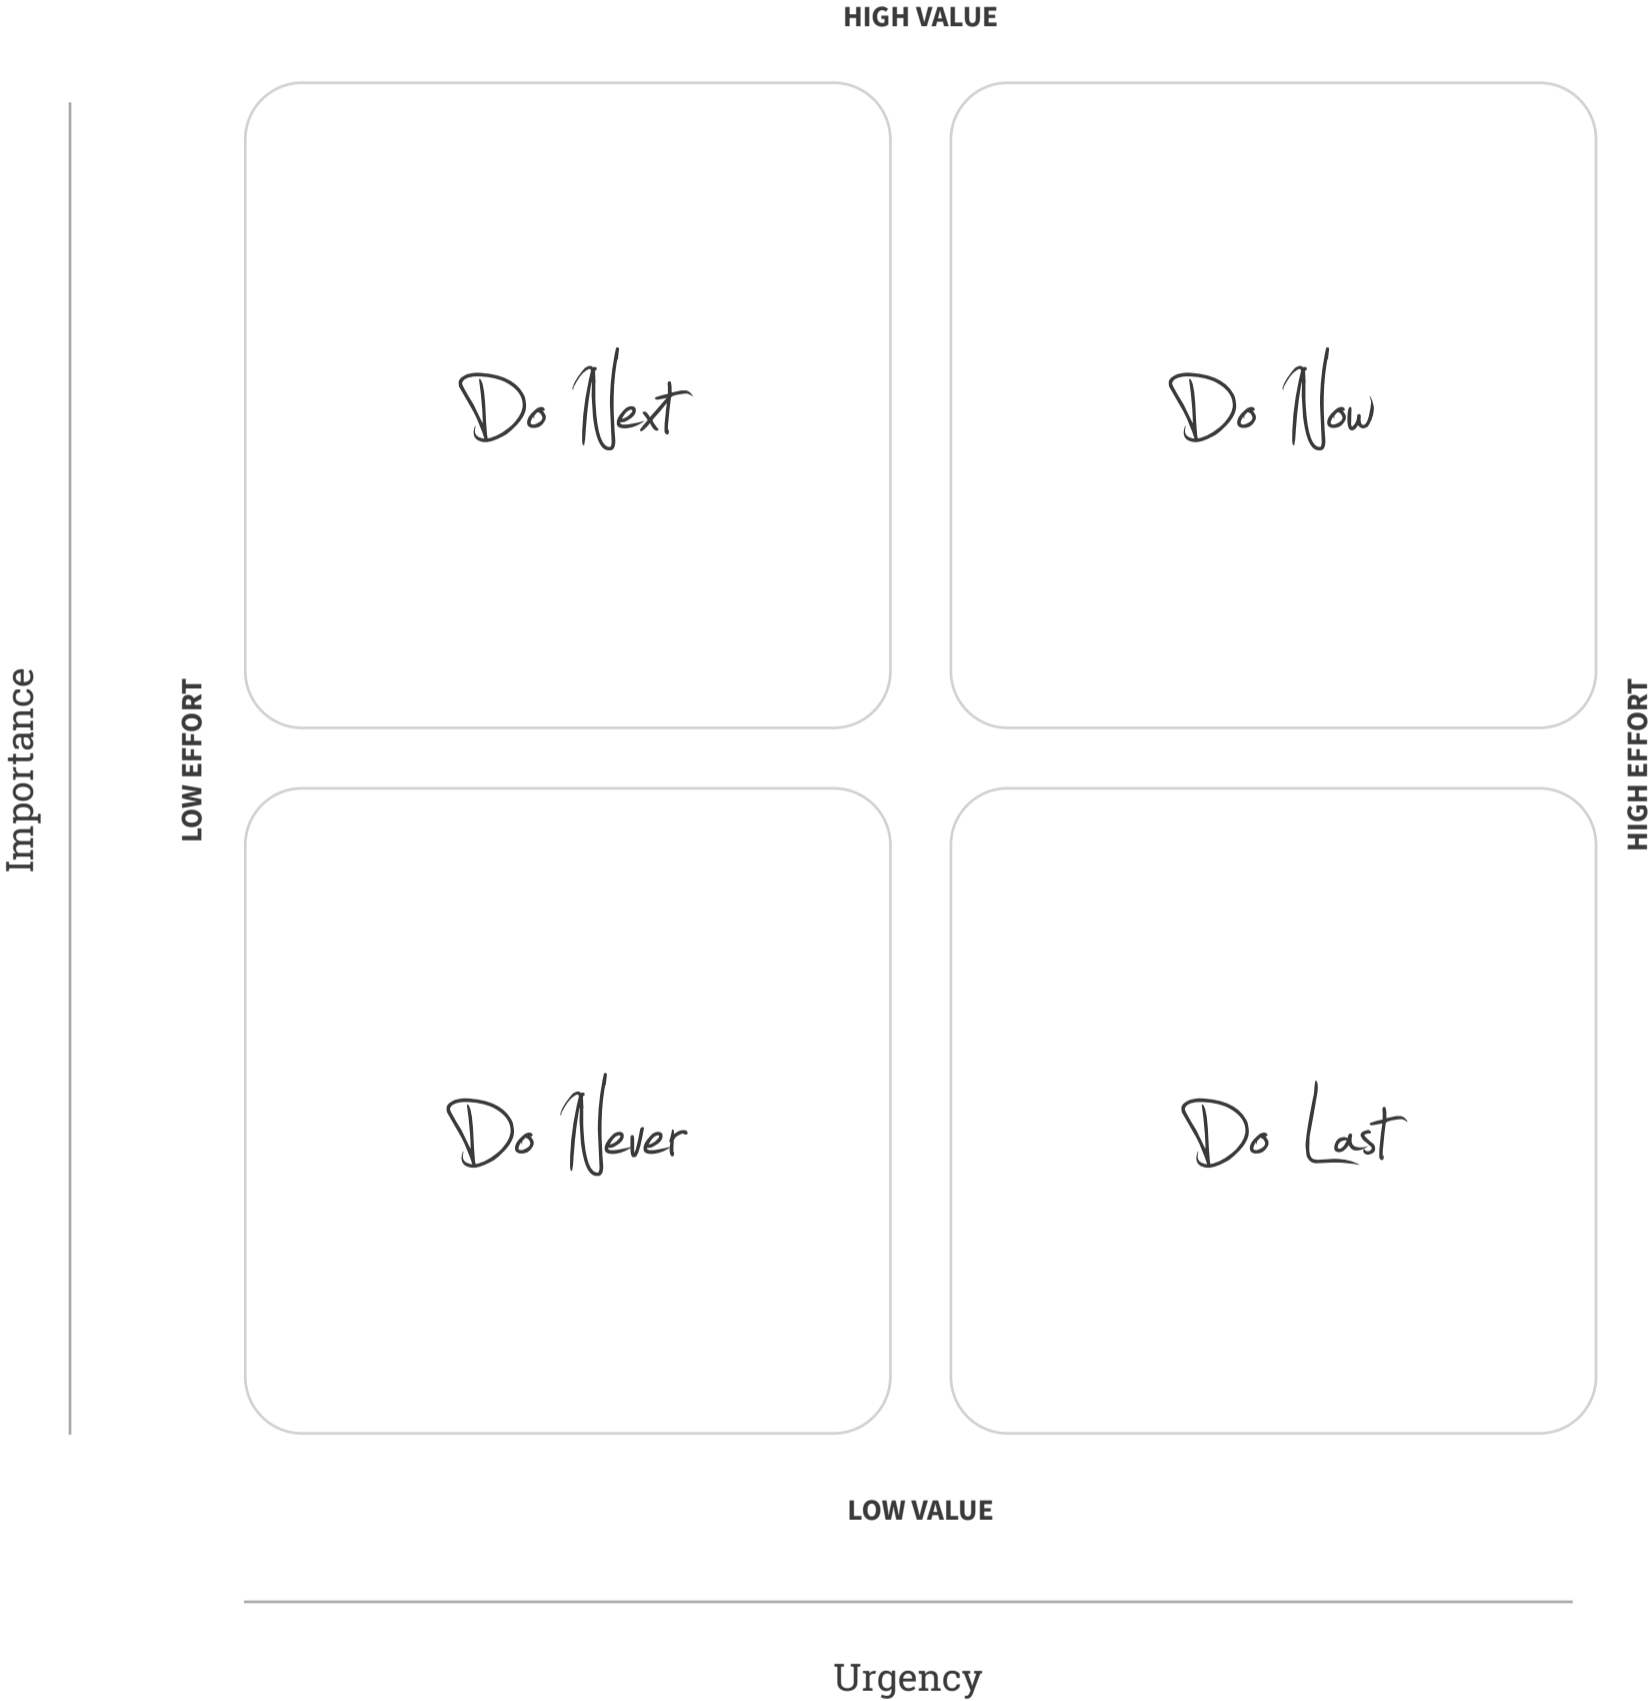 HIGH VALUE
Do Next
Do Now
Importance
LOW EFFORT
HIGH EFFORT
Do Never
Do Last
LOW VALUE
Urgency